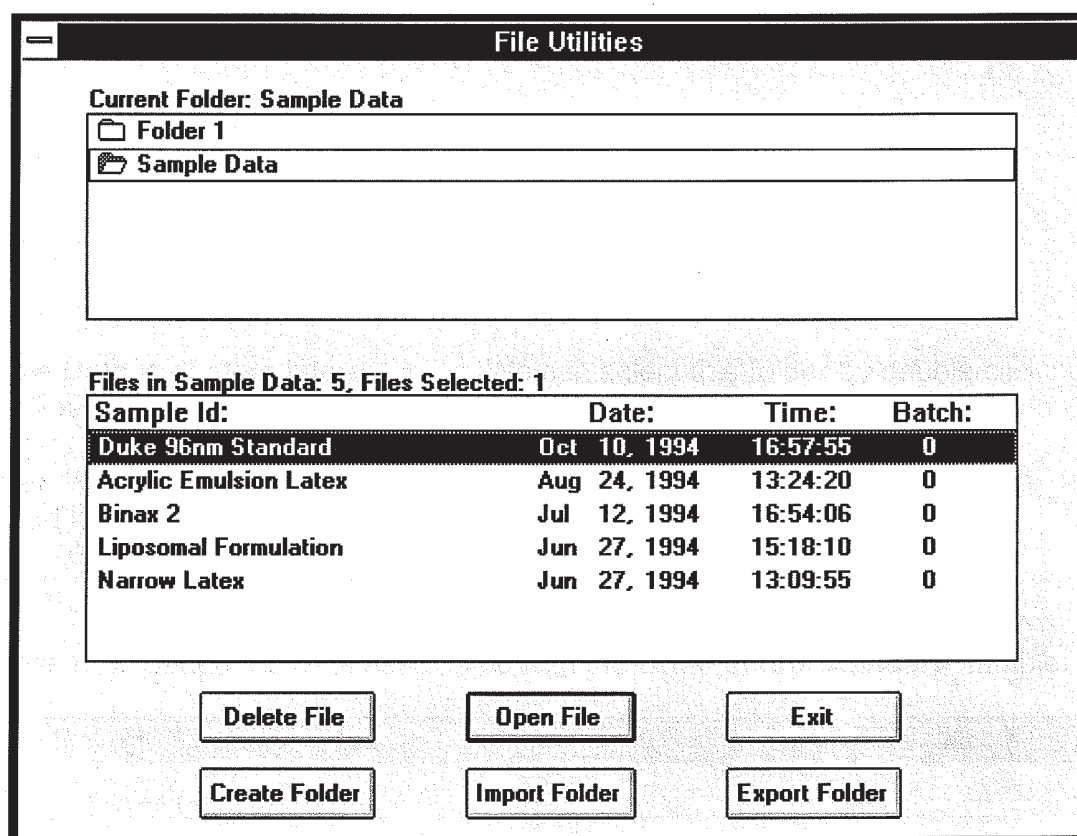 File Utilities
Current Folder: Sample Data
Folder 1
Sample Data
Files in Sample Data: 5, Files Selected: 1
Sample Id: Date: Time: Batch:
Duke 96nm Standard Oct 10, 1994 16:57:55 0
Acrylic Emulsion Latex Aug 24, 1994 13:24:20 0
Binax 2 Jul 12, 1994 16:54:06 0
Liposomal Formulation Jun 27, 1994 15:18:10 0
Narrow Latex Jun 27, 1994 13:09:55 0
Delete File Open File Exit
Create Folder Import Folder Export Folder